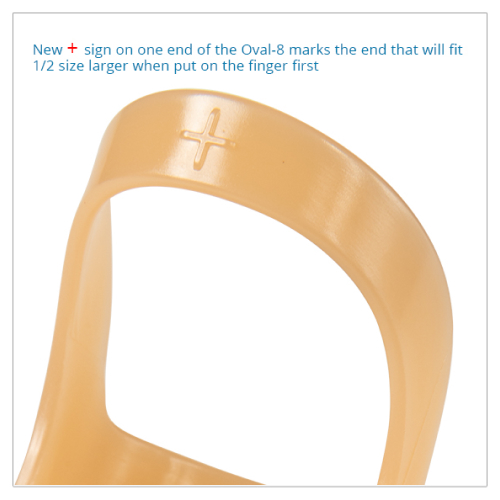 New + sign on one end of the Oval-8 marks the end that will fit
1/2 size larger when put on the finger first
+